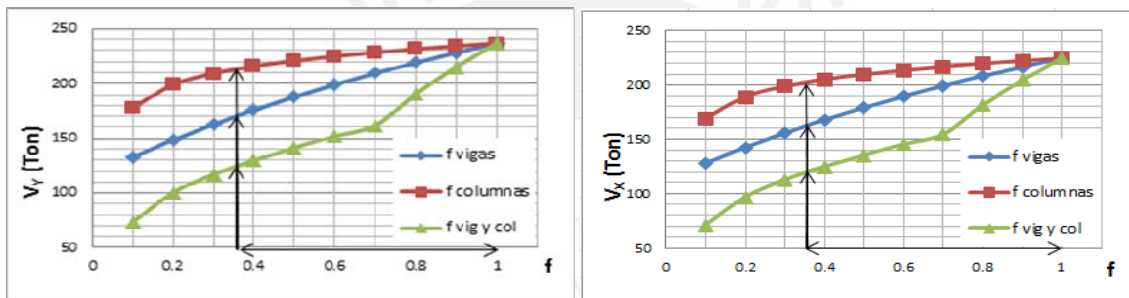 250
200
150
100
50
V_Y (Ton)
f vigas
f columnas
f vig y col
0 0.2 0.4 0.6 0.8 1 f
250
200
150
100
50
V_X (Ton)
f vigas
f columnas
f vig y col
0 0.2 0.4 0.6 0.8 1 f